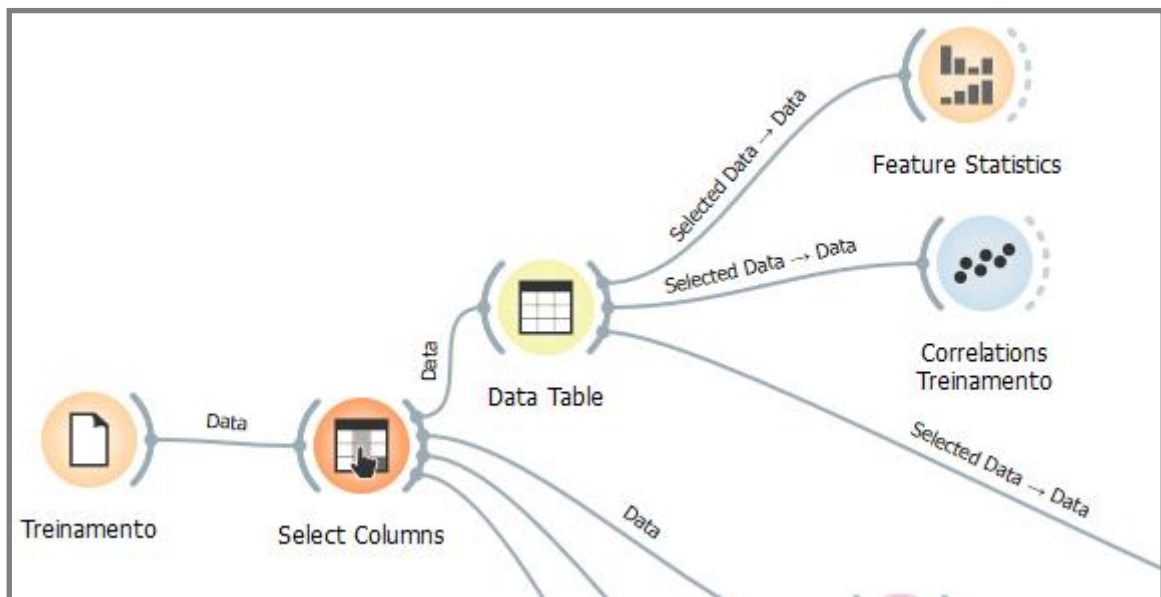 Selected Data → Data
Feature Statistics
Selected Data → Data
Correlations
Treinamento
Data
Data Table
Data
Selected Data → Data
Treinamento
Select Columns
Data